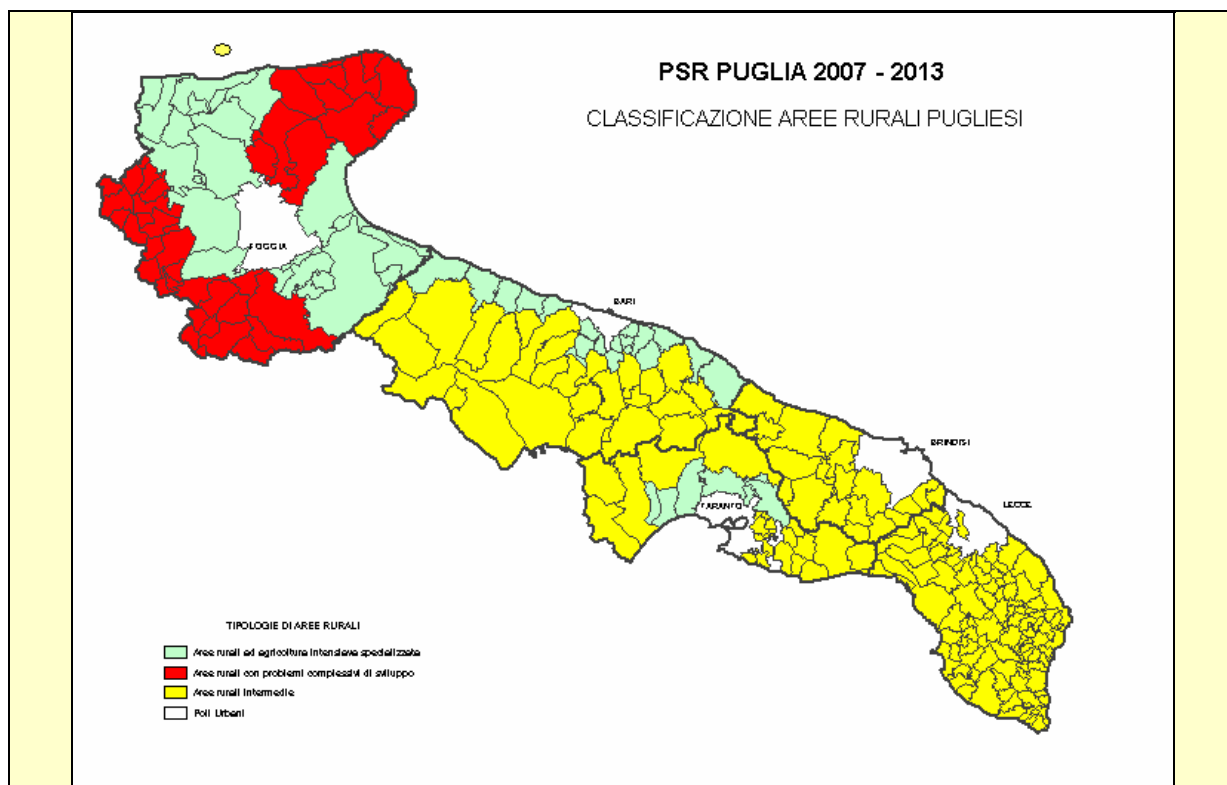 PSR PUGLIA 2007 - 2013
CLASSIFICAZIONE AREE RURALI PUGLIESI
FOGGIA
BARI
BRINDISI
LECCE
TARANTO
TIPOLOGIE DI AREE RURALI
Aree rurali ad agricoltura intensiava specializzata
Aree rurali con problemi complessivi di sviluppo
Aree rurali intermedie
Poli Urbani